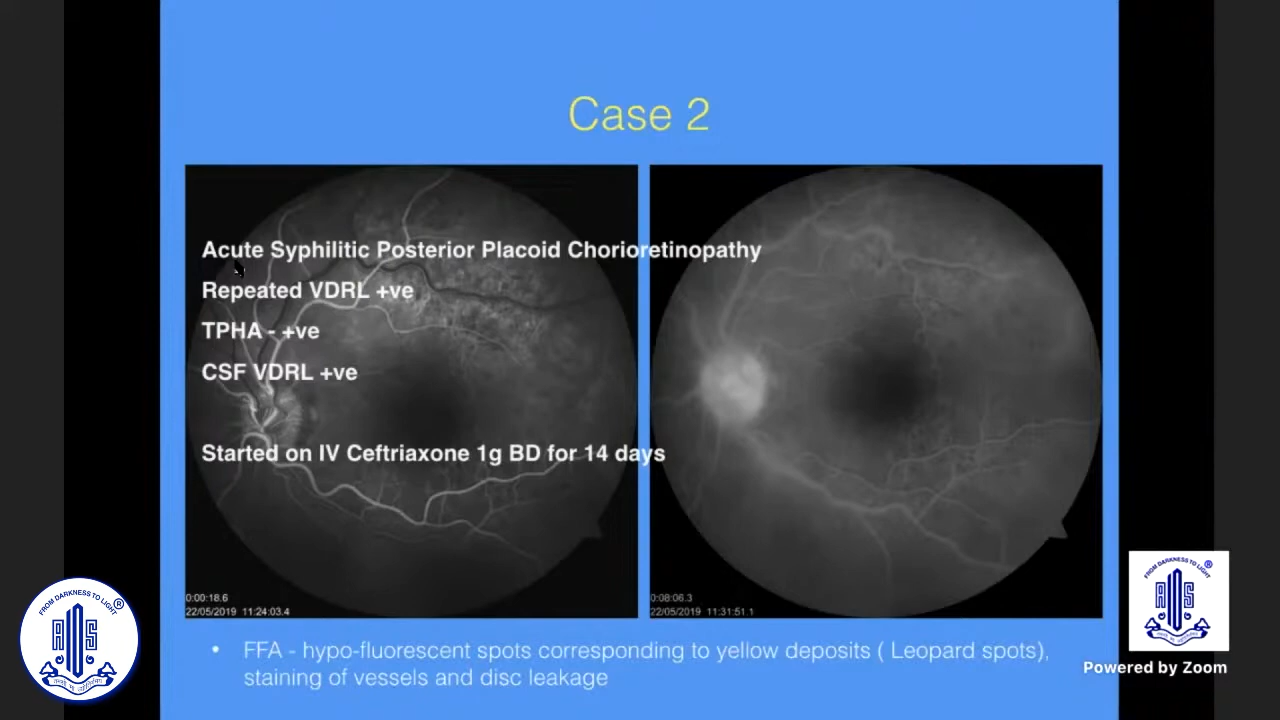 Case 2
Acute Syphilitic Posterior Placoid Chorioretinopathy
Repeated VDRL +ve
TPHA - +ve
CSF VDRL +ve
Started on IV Ceftriaxone 1g BD for 14 days
0:00:18.6
22/05/2019 11:24:03.4
0:08:06.3
22/05/2019 11:31:51.1
• FFA - hypo-fluorescent spots corresponding to yellow deposits ( Leopard spots),
staining of vessels and disc leakage
FROM DARKNESS TO LIGHT
®
AIOS
FROM DARKNESS TO LIGHT
®
AIOS
Powered by Zoom